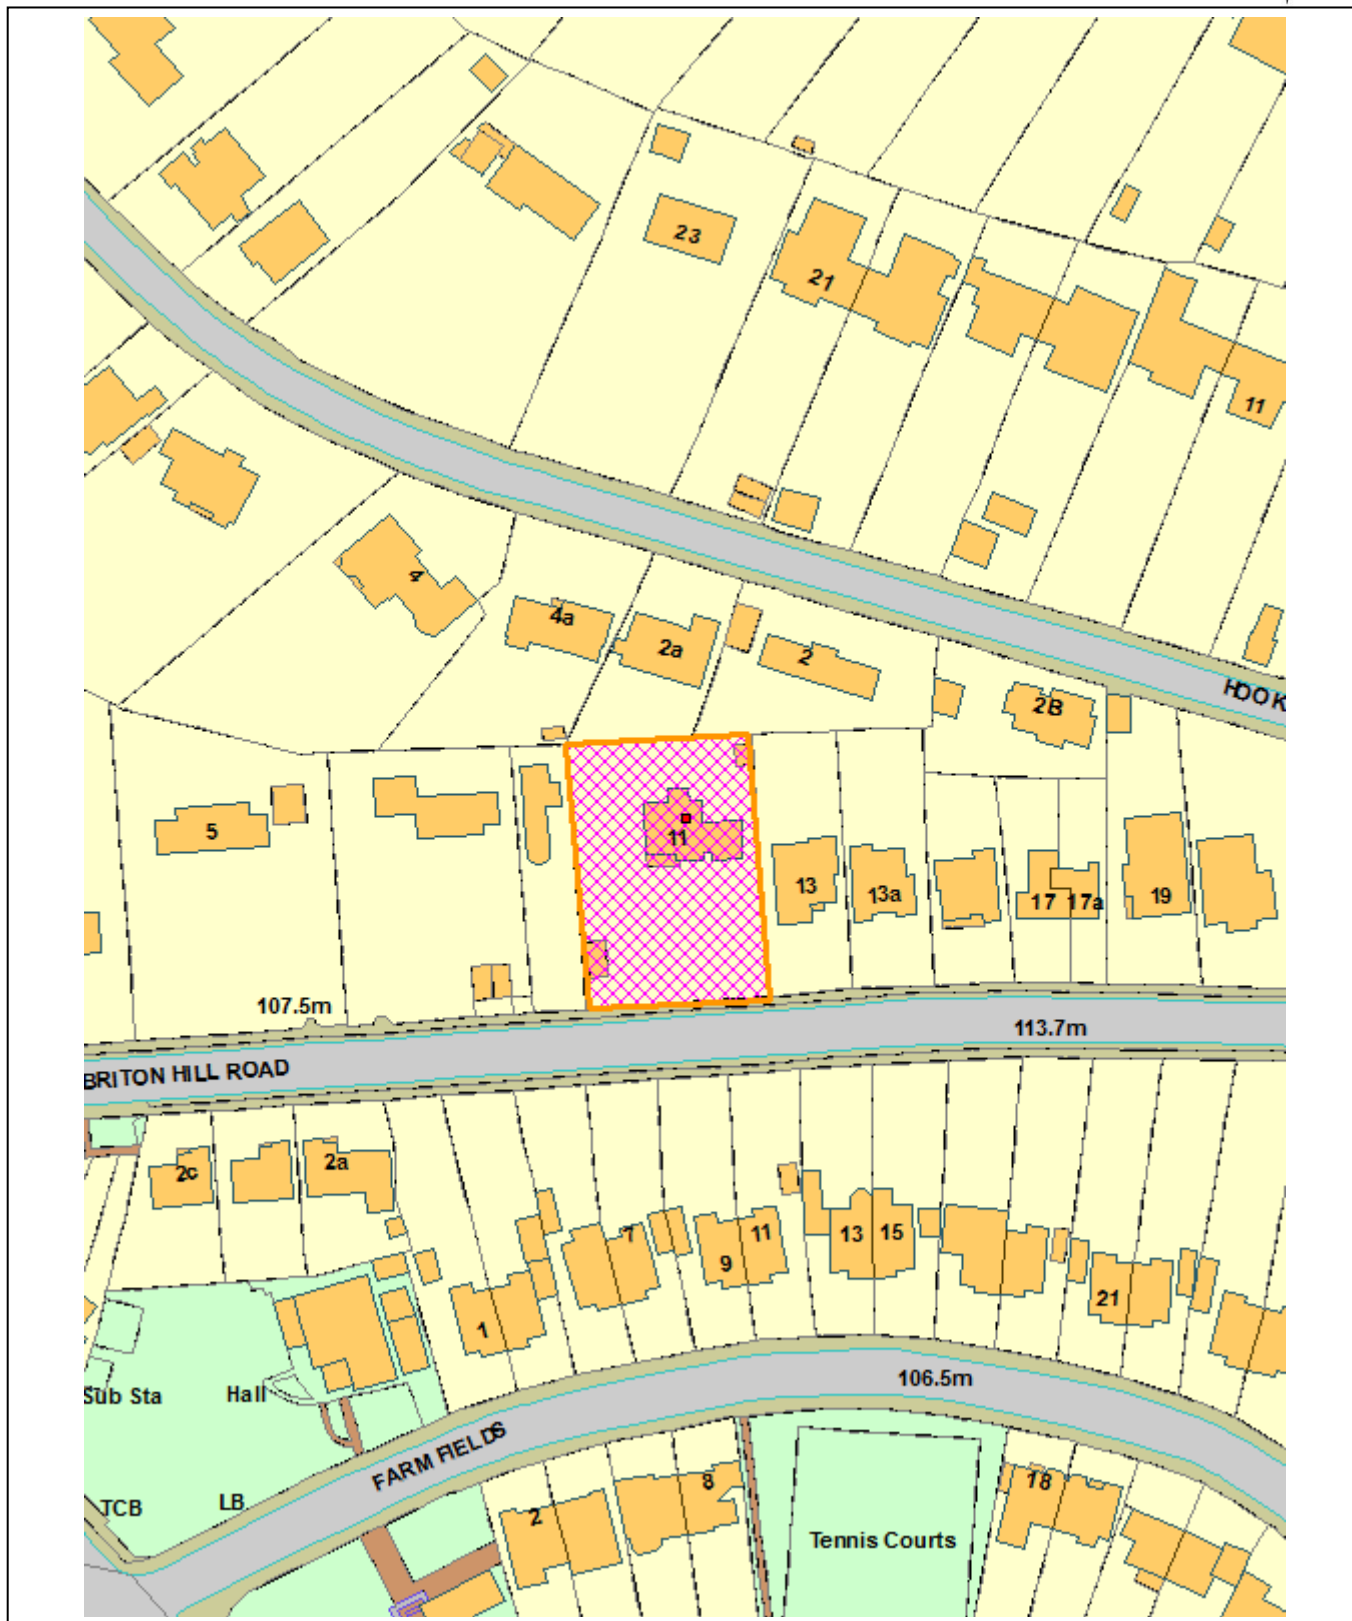 23
21
11
4
4a
2a
2
2B
HOOK
5
11
13
13a
17
17a
19
107.5m
113.7m
BRITON HILL ROAD
2c
2a
7
11
9
13
15
1
21
Sub Sta
Hall
106.5m
FARM FIELDS
TCB
LB
2
8
18
Tennis Courts